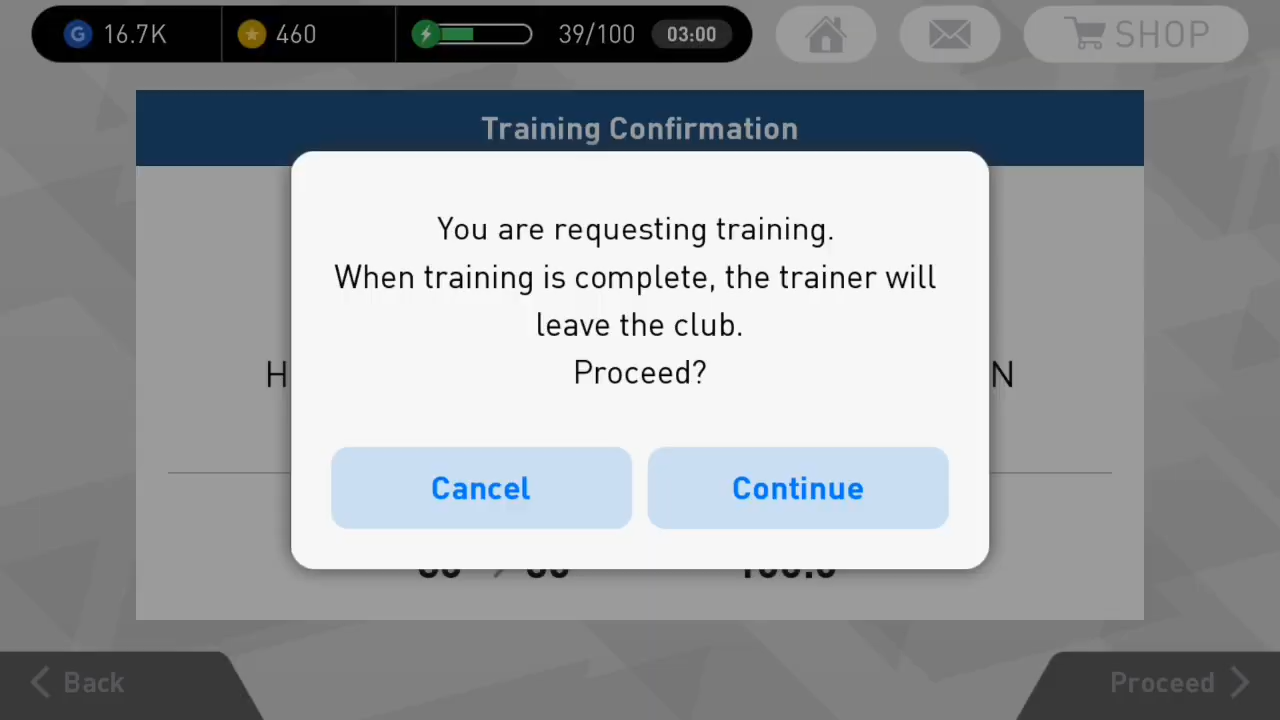 G 16.7K 460 39/100 03:00 SHOP
Training Confirmation
You are requesting training.
When training is complete, the trainer will
leave the club.
Proceed?
H N
Cancel Continue
Back Proceed